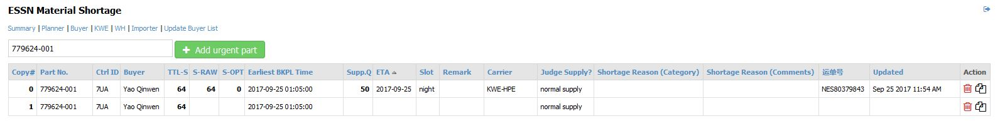 ESSN Material Shortage
Summary | Planner | Buyer | KWE | WH | Importer | Update Buyer List
779624-001 + Add urgent part
Copy# Part No. Ctrl ID Buyer TTL-S S-RAW S-OPT Earliest BKPL Time Supp.Q ETA Slot Remark Carrier Judge Supply? Shortage Reason (Category) Shortage Reason (Comments) 运单号 Updated Action
0 779624-001 7UA Yao Qinwen 64 64 0 2017-09-25 01:05:00 50 2017-09-25 night KWE-HPE normal supply NES80379843 Sep 25 2017 11:54 AM
1 779624-001 7UA Yao Qinwen 64 2017-09-25 01:05:00 normal supply